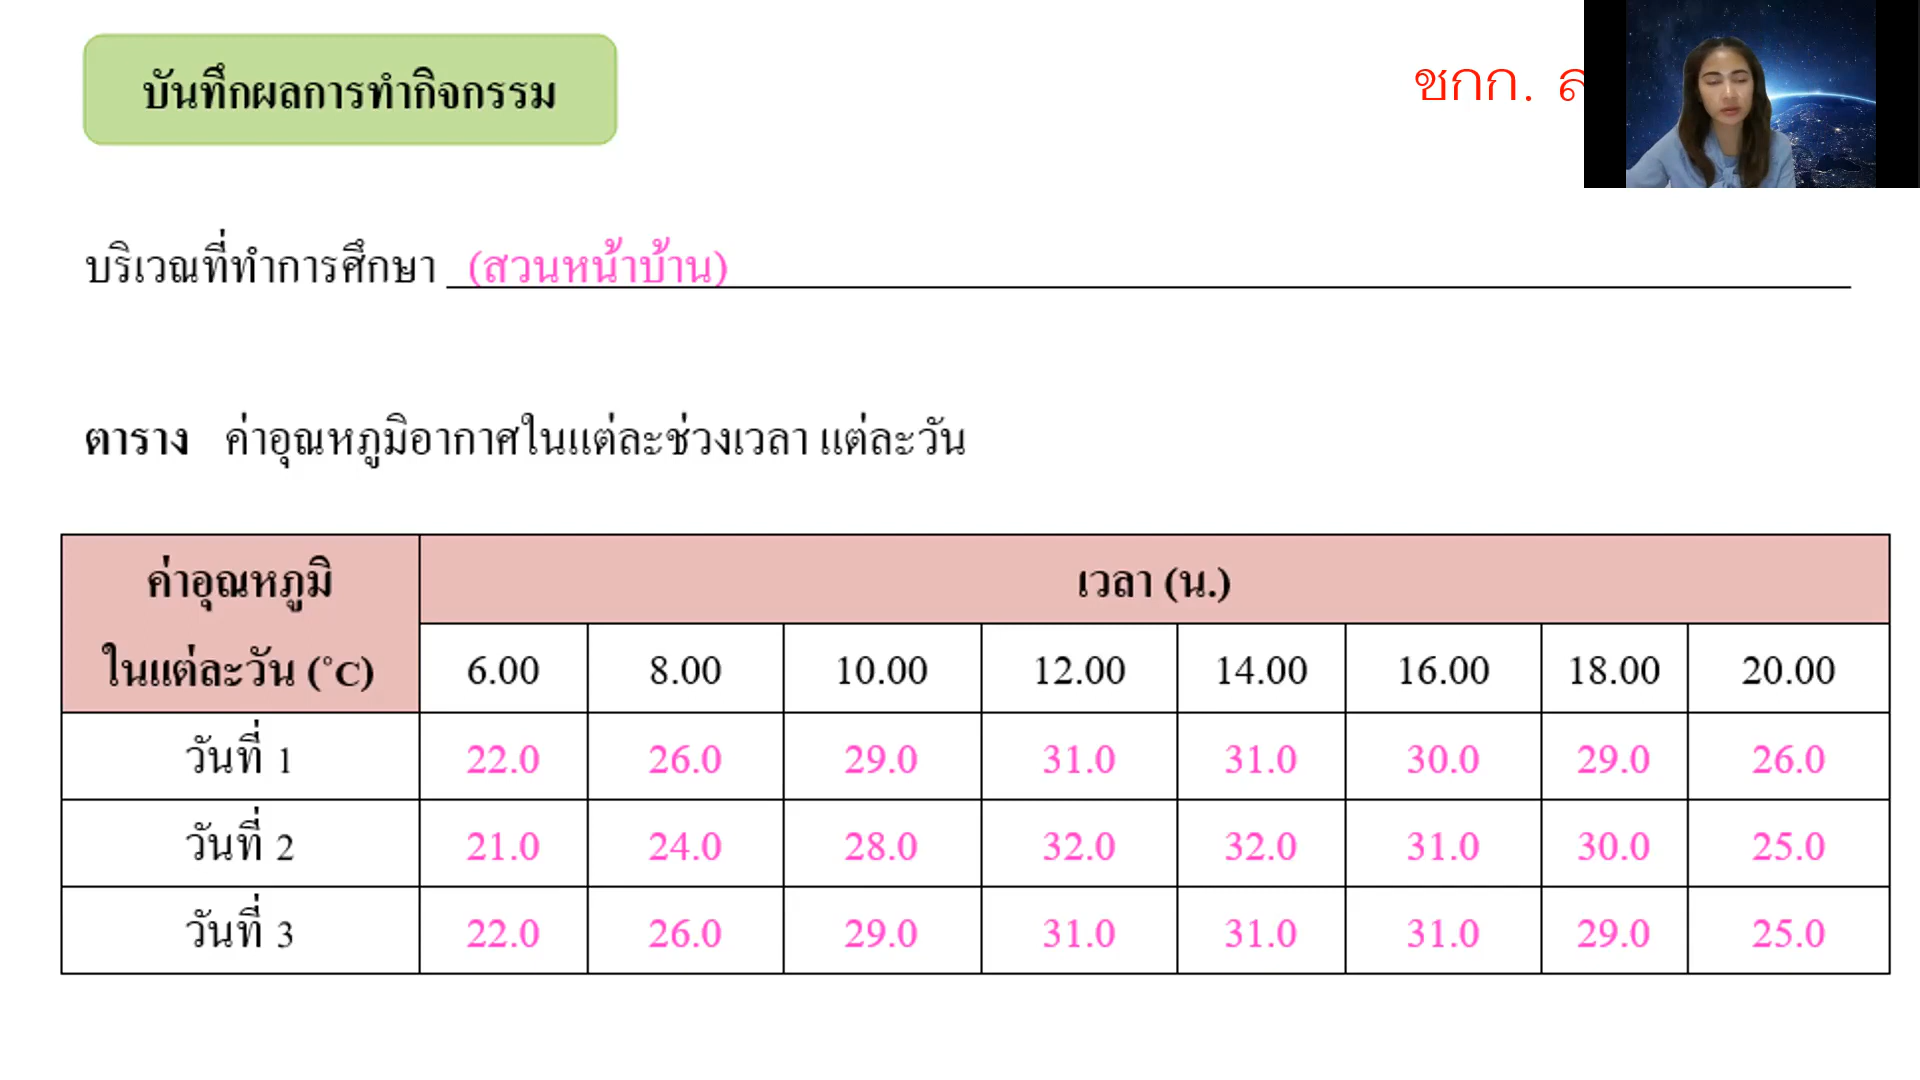 บันทึกผลการทำกิจกรรม
ชกก.
บริเวณที่ทำการศึกษา (สวนหน้าบ้าน)
ตาราง ค่าอุณหภูมิอากาศในแต่ละช่วงเวลา แต่ละวัน
ค่าอุณหภูมิ เวลา (น.)
ในแต่ละวัน (°C) 6.00 8.00 10.00 12.00 14.00 16.00 18.00 20.00
วันที่ 1 22.0 26.0 29.0 31.0 31.0 30.0 29.0 26.0
วันที่ 2 21.0 24.0 28.0 32.0 32.0 31.0 30.0 25.0
วันที่ 3 22.0 26.0 29.0 31.0 31.0 31.0 29.0 25.0